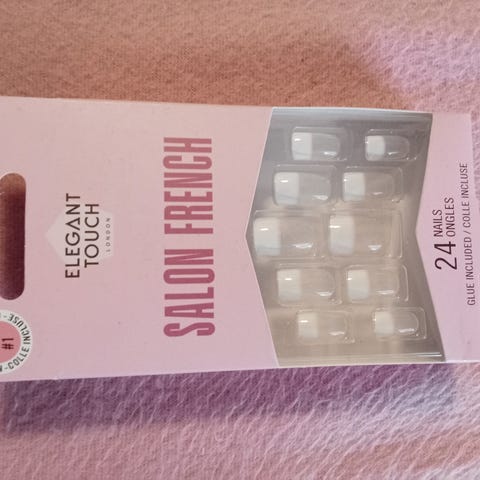 #1
-COLLE INCLUSE-
ELEGANT
TOUCH
LONDON
SALON FRENCH
24 NAILS
ONGLES
GLUE INCLUDED / COLLE INCLUSE